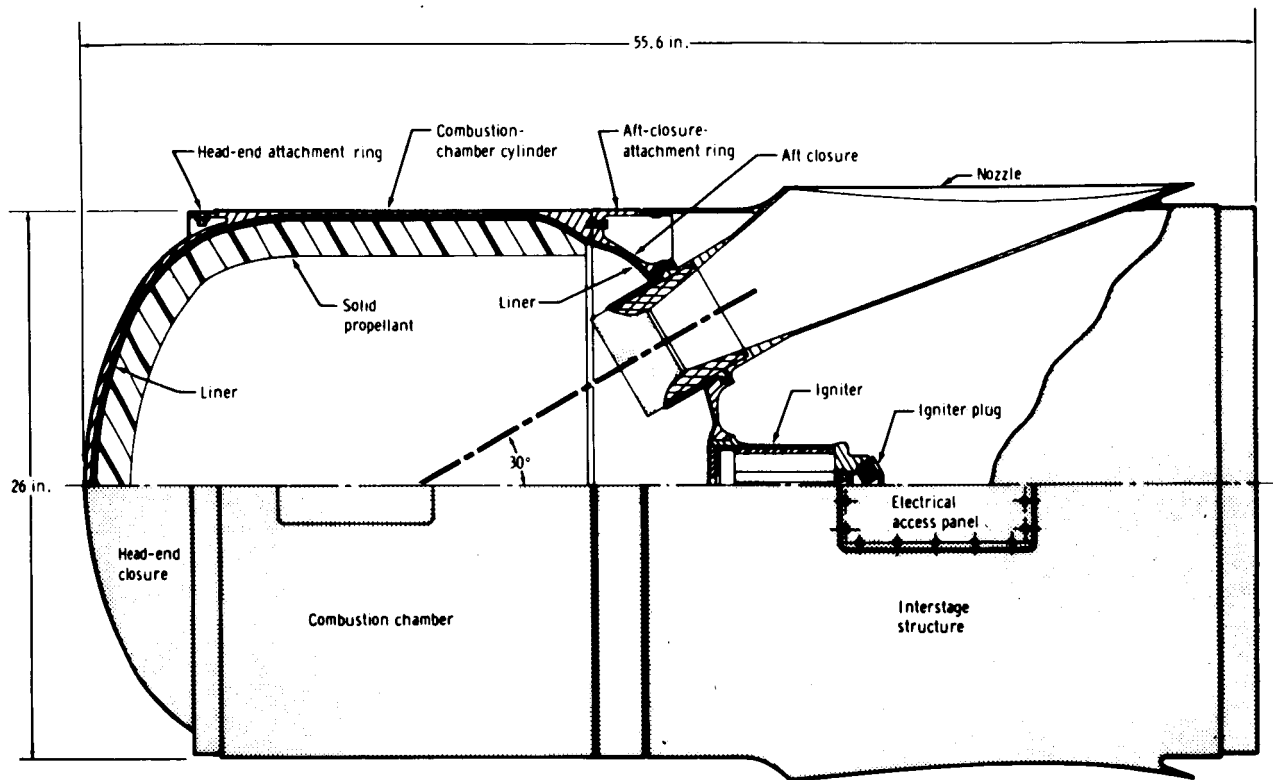 55.6 in.
Combustion-
chamber cylinder
Aft-closure-
attachment ring
Head-end attachment ring
Aft closure
Nozzle
Liner
Solid
propellant
Liner
Igniter
Igniter plug
30°
26 in.
Electrical
access panel
Head-end
closure
Combustion chamber
Interstage
structure